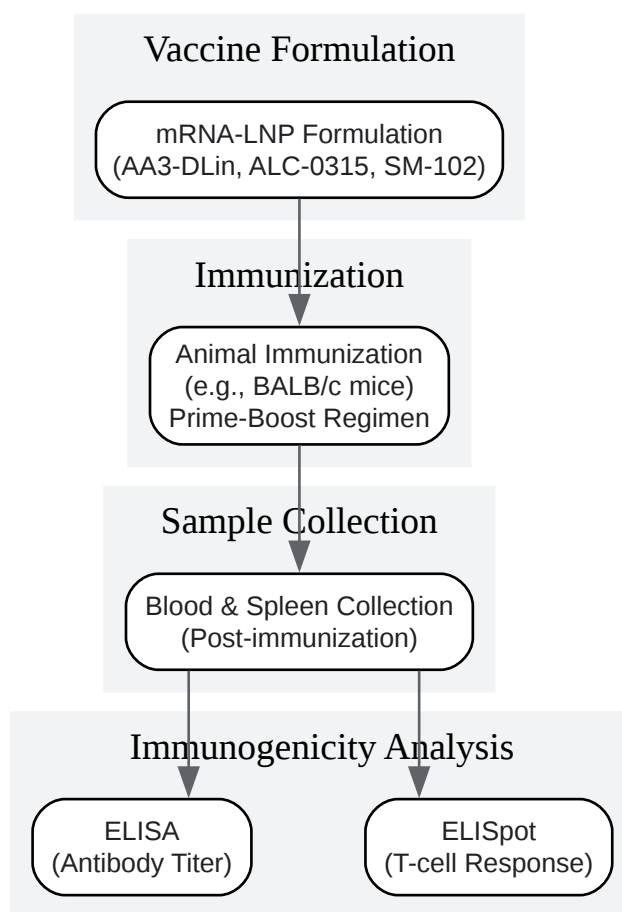 Vaccine Formulation
mRNA-LNP Formulation
(AA3-DLin, ALC-0315, SM-102)
Immunization
Animal Immunization
(e.g., BALB/c mice)
Prime-Boost Regimen
Sample Collection
Blood & Spleen Collection
(Post-immunization)
Immunogenicity Analysis
ELISA
(Antibody Titer)
ELISpot
(T-cell Response)